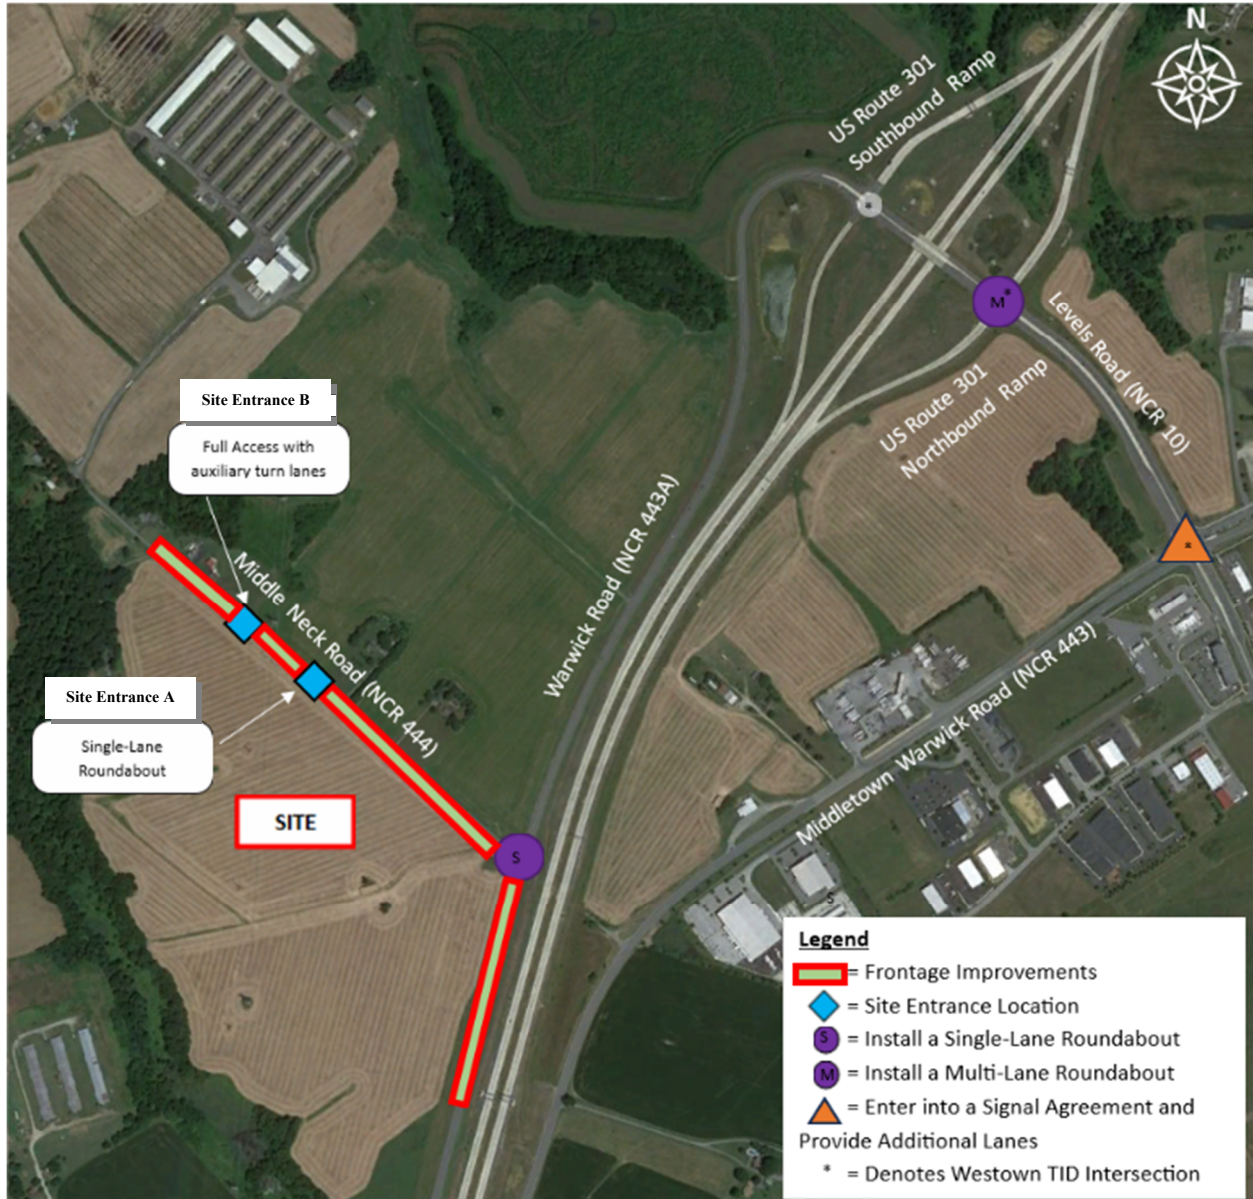 N
US Route 301
Southbound Ramp
*
M*
Levels Road (NCR 10)
US Route 301
Northbound Ramp
Site Entrance B
Full Access with
auxiliary turn lanes
Warwick Road (NCR 443A)
*
Middle Neck Road (NCR 444)
Middletown Warwick Road (NCR 443)
Site Entrance A
Single-Lane
Roundabout
SITE
S
S
Legend
= Frontage Improvements
= Site Entrance Location
S = Install a Single-Lane Roundabout
M = Install a Multi-Lane Roundabout
= Enter into a Signal Agreement and
Provide Additional Lanes
* = Denotes Westown TID Intersection